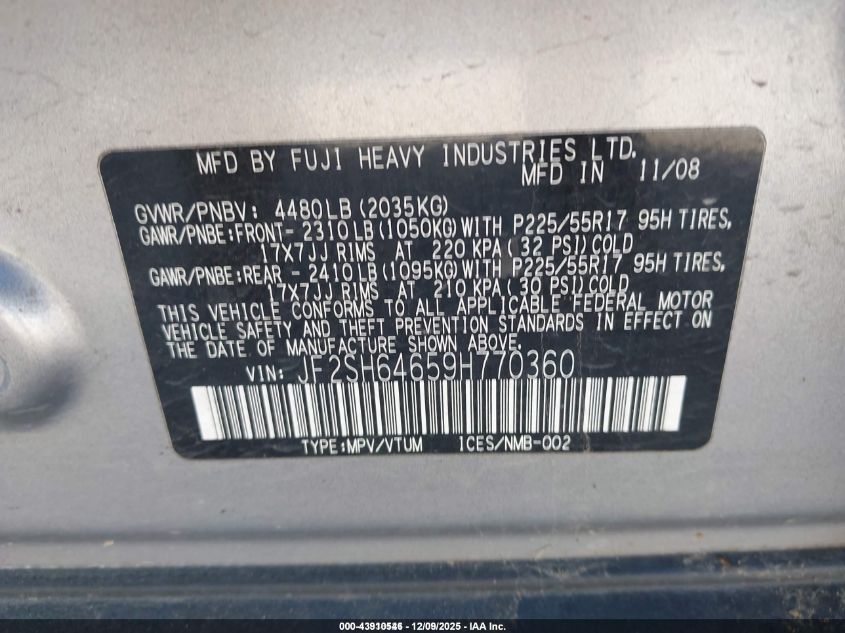 MFD BY FUJI HEAVY INDUSTRIES LTD.
MFD IN 11/08
GVWR/PNBV: 4480LB (2035KG)
GAWR/PNBE:FRONT- 2310LB(1050KG)WITH P225/55R17 95H TIRES,
17X7JJ RIMS AT 220 KPA( 32 PSI)COLD
GAWR/PNBE:REAR - 2410LB(1095KG)WITH P225/55R17 95H TIRES,
17X7JJ RIMS AT 210 KPA( 30 PSI)COLD
THIS VEHICLE CONFORMS TO ALL APPLICABLE FEDERAL MOTOR
VEHICLE SAFETY AND THEFT PREVENTION STANDARDS IN EFFECT ON
THE DATE OF MANUFACTURE SHOWN ABOVE.
VIN: JF2SH64659H770360
TYPE:MPV/VTUM 1CES/NMB-002
12/09/2025 - IAA Inc.